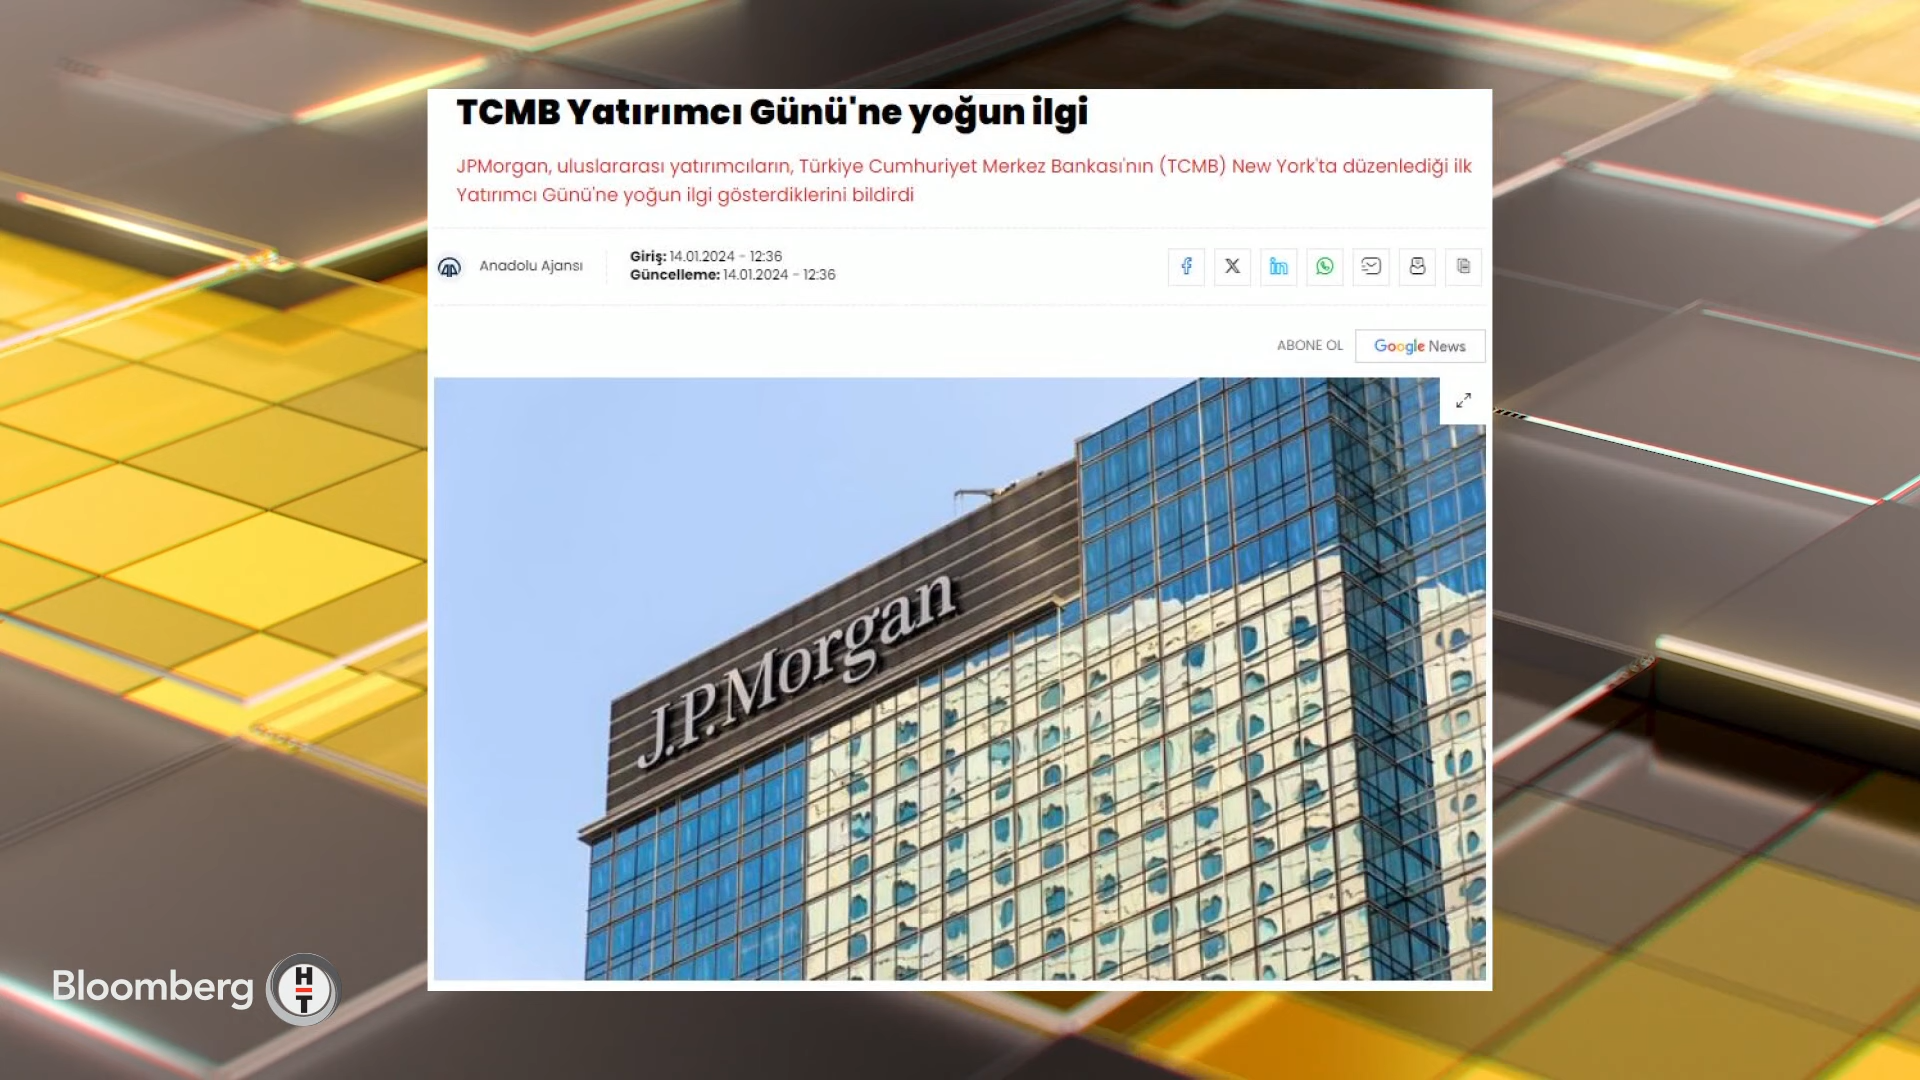 TCMB Yatırımcı Günü'ne yoğun ilgi
JPMorgan, uluslararası yatırımcıların, Türkiye Cumhuriyet Merkez Bankası'nın (TCMB) New York'ta düzenlediği ilk
Yatırımcı Günü'ne yoğun ilgi gösterdiklerini bildirdi
Anadolu Ajansı
Giriş: 14.01.2024 - 12:36
Güncelleme: 14.01.2024 - 12:36
ABONE OL Google News
J.P.Morgan
Bloomberg HT